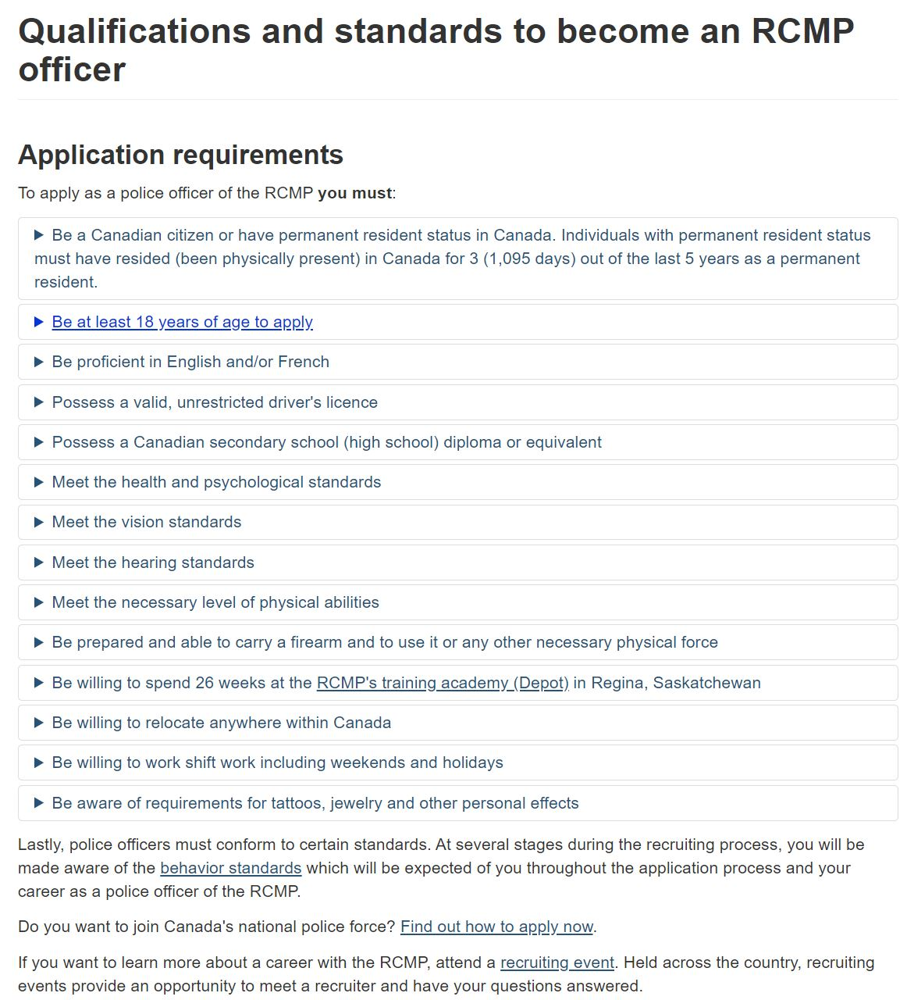 Qualifications and standards to become an RCMP
officer
Application requirements
To apply as a police officer of the RCMP you must:
Be a Canadian citizen or have permanent resident status in Canada. Individuals with permanent resident status
must have resided (been physically present) in Canada for 3 (1,095 days) out of the last 5 years as a permanent
resident.
Be at least 18 years of age to apply
Be proficient in English and/or French
Possess a valid, unrestricted driver's licence
Possess a Canadian secondary school (high school) diploma or equivalent
Meet the health and psychological standards
Meet the vision standards
Meet the hearing standards
Meet the necessary level of physical abilities
Be prepared and able to carry a firearm and to use it or any other necessary physical force
Be willing to spend 26 weeks at the RCMP's training academy (Depot) in Regina, Saskatchewan
Be willing to relocate anywhere within Canada
Be willing to work shift work including weekends and holidays
Be aware of requirements for tattoos, jewelry and other personal effects
Lastly, police officers must conform to certain standards. At several stages during the recruiting process, you will be
made aware of the behavior standards which will be expected of you throughout the application process and your
career as a police officer of the RCMP.
Do you want to join Canada's national police force? Find out how to apply now.
If you want to learn more about a career with the RCMP, attend a recruiting event. Held across the country, recruiting
events provide an opportunity to meet a recruiter and have your questions answered.